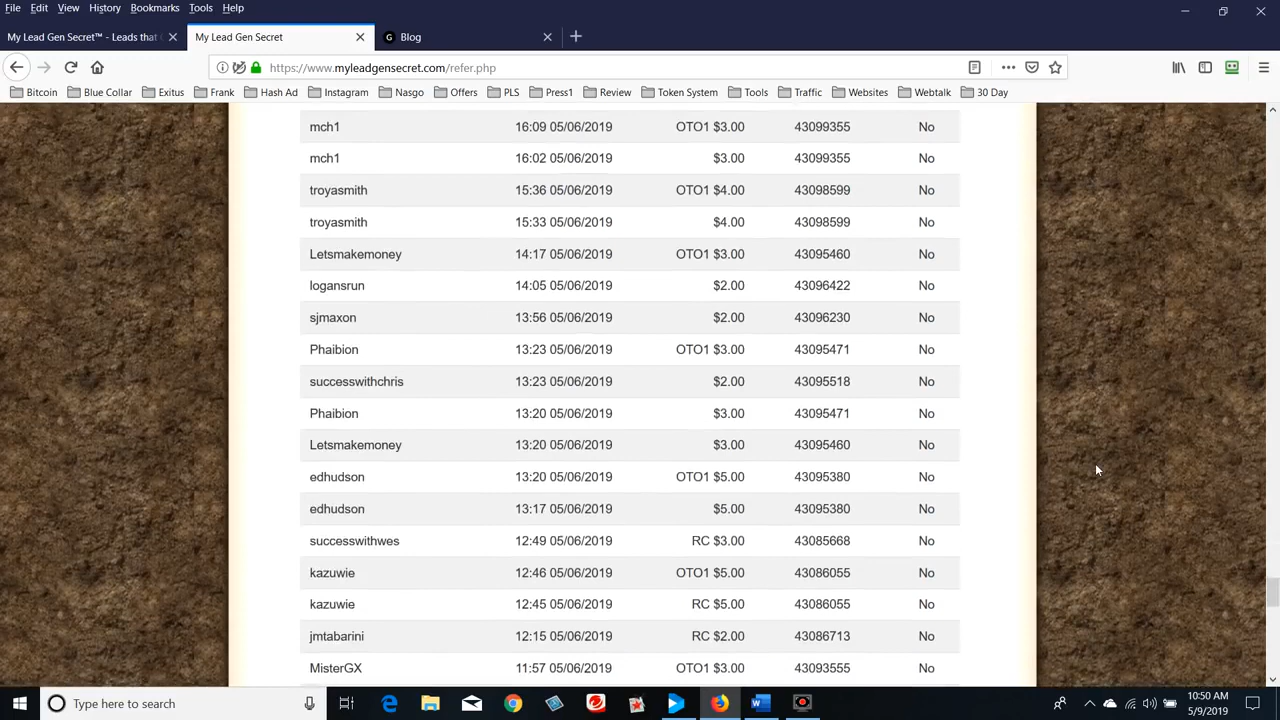 File Edit View History Bookmarks Tools Help
My Lead Gen Secret™ - Leads that My Lead Gen Secret Blog
https://www.myleadgensecret.com/refer.php
Bitcoin Blue Collar Exitus Frank Hash Ad Instagram Nasgo Offers PLS Press1 Review Token System Tools Traffic Websites Webtalk 30 Day
mch1 16:09 05/06/2019 OTO1 $3.00 43099355 No
mch1 16:02 05/06/2019 $3.00 43099355 No
troyasmith 15:36 05/06/2019 OTO1 $4.00 43098599 No
troyasmith 15:33 05/06/2019 $4.00 43098599 No
Letsmakemoney 14:17 05/06/2019 OTO1 $3.00 43095460 No
logansrun 14:05 05/06/2019 $2.00 43096422 No
sjmaxon 13:56 05/06/2019 $2.00 43096230 No
Phaibion 13:23 05/06/2019 OTO1 $3.00 43095471 No
successwithchris 13:23 05/06/2019 $2.00 43095518 No
Phaibion 13:20 05/06/2019 $3.00 43095471 No
Letsmakemoney 13:20 05/06/2019 $3.00 43095460 No
edhudson 13:20 05/06/2019 OTO1 $5.00 43095380 No
edhudson 13:17 05/06/2019 $5.00 43095380 No
successwithwes 12:49 05/06/2019 RC $3.00 43085668 No
kazuwie 12:46 05/06/2019 OTO1 $5.00 43086055 No
kazuwie 12:45 05/06/2019 RC $5.00 43086055 No
jmtabarini 12:15 05/06/2019 RC $2.00 43086713 No
MisterGX 11:57 05/06/2019 OTO1 $3.00 43093555 No
Type here to search
10:50 AM
5/9/2019